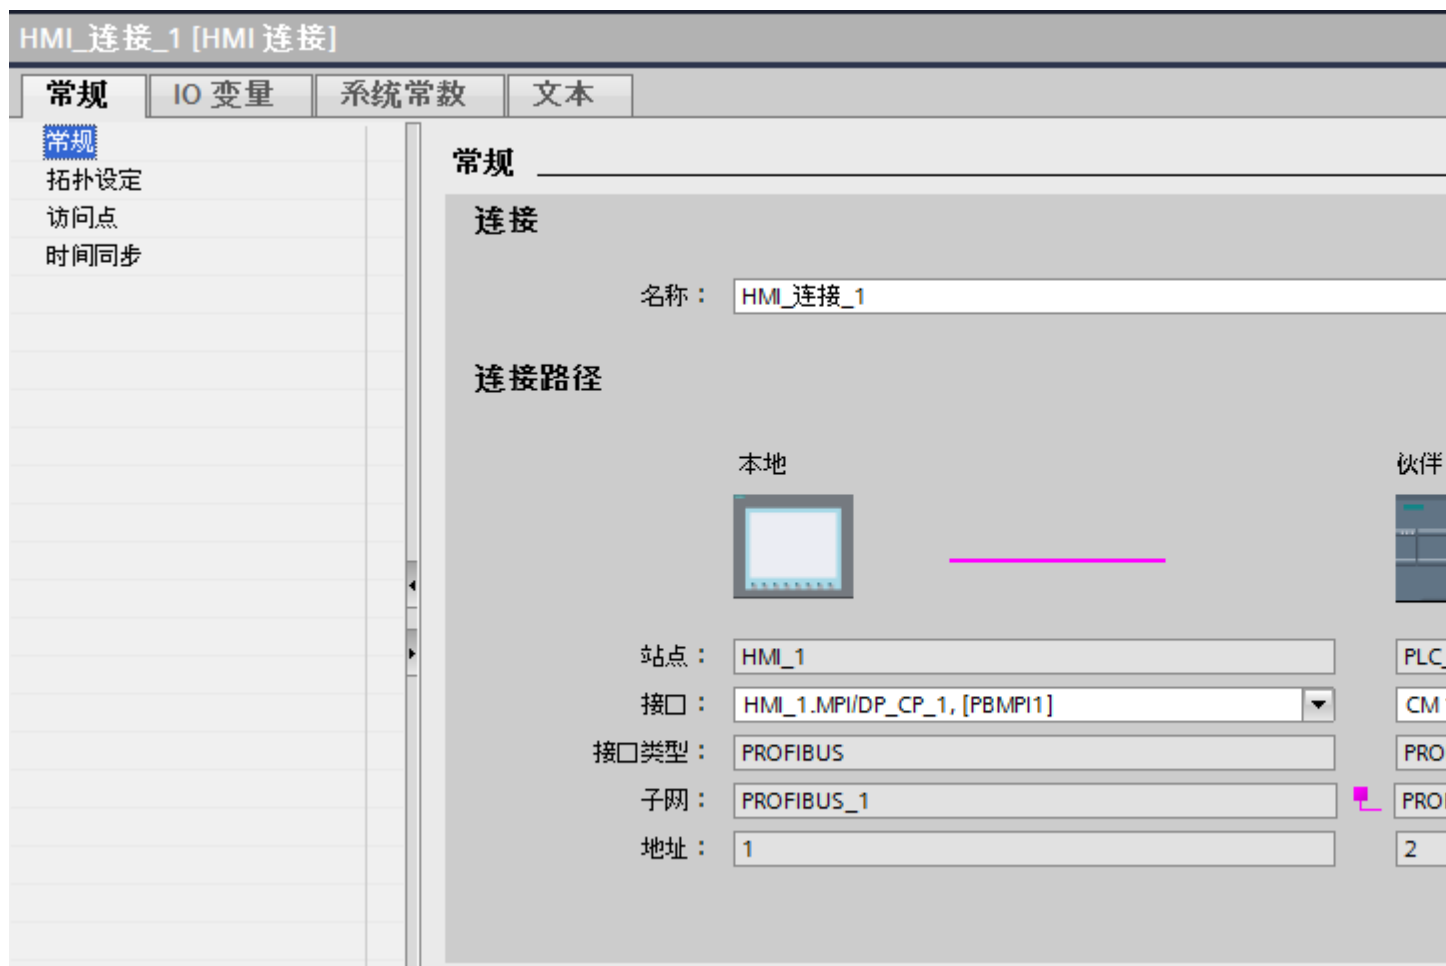 HMI_连接_1 [HMI 连接]
常规 IO 变量 系统常数 文本
常规
拓扑设定
访问点
时间同步
常规
连接
名称： HMI_连接_1
连接路径
本地 伙伴
站点： HMI_1 PLC_
接口： HMI_1.MPI/DP_CP_1, [PBMPI1] CM
接口类型： PROFIBUS PRO
子网： PROFIBUS_1 PRO
地址： 1 2